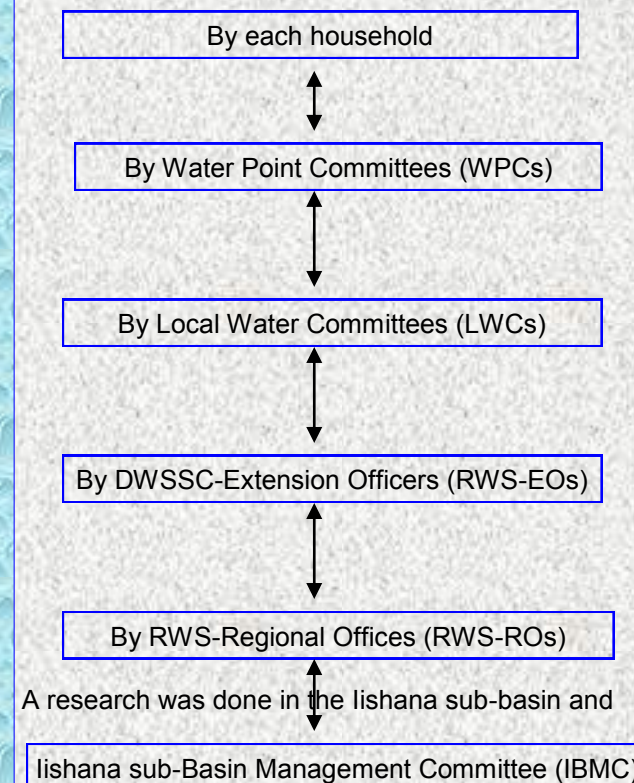 By each household
By Water Point Committees (WPCs)
By Local Water Committees (LWCs)
By DWSSC-Extension Officers (RWS-EOs)
By RWS-Regional Offices (RWS-ROs)
A research was done in the Iishana sub-basin and
Iishana sub-Basin Management Committee (IBMC)